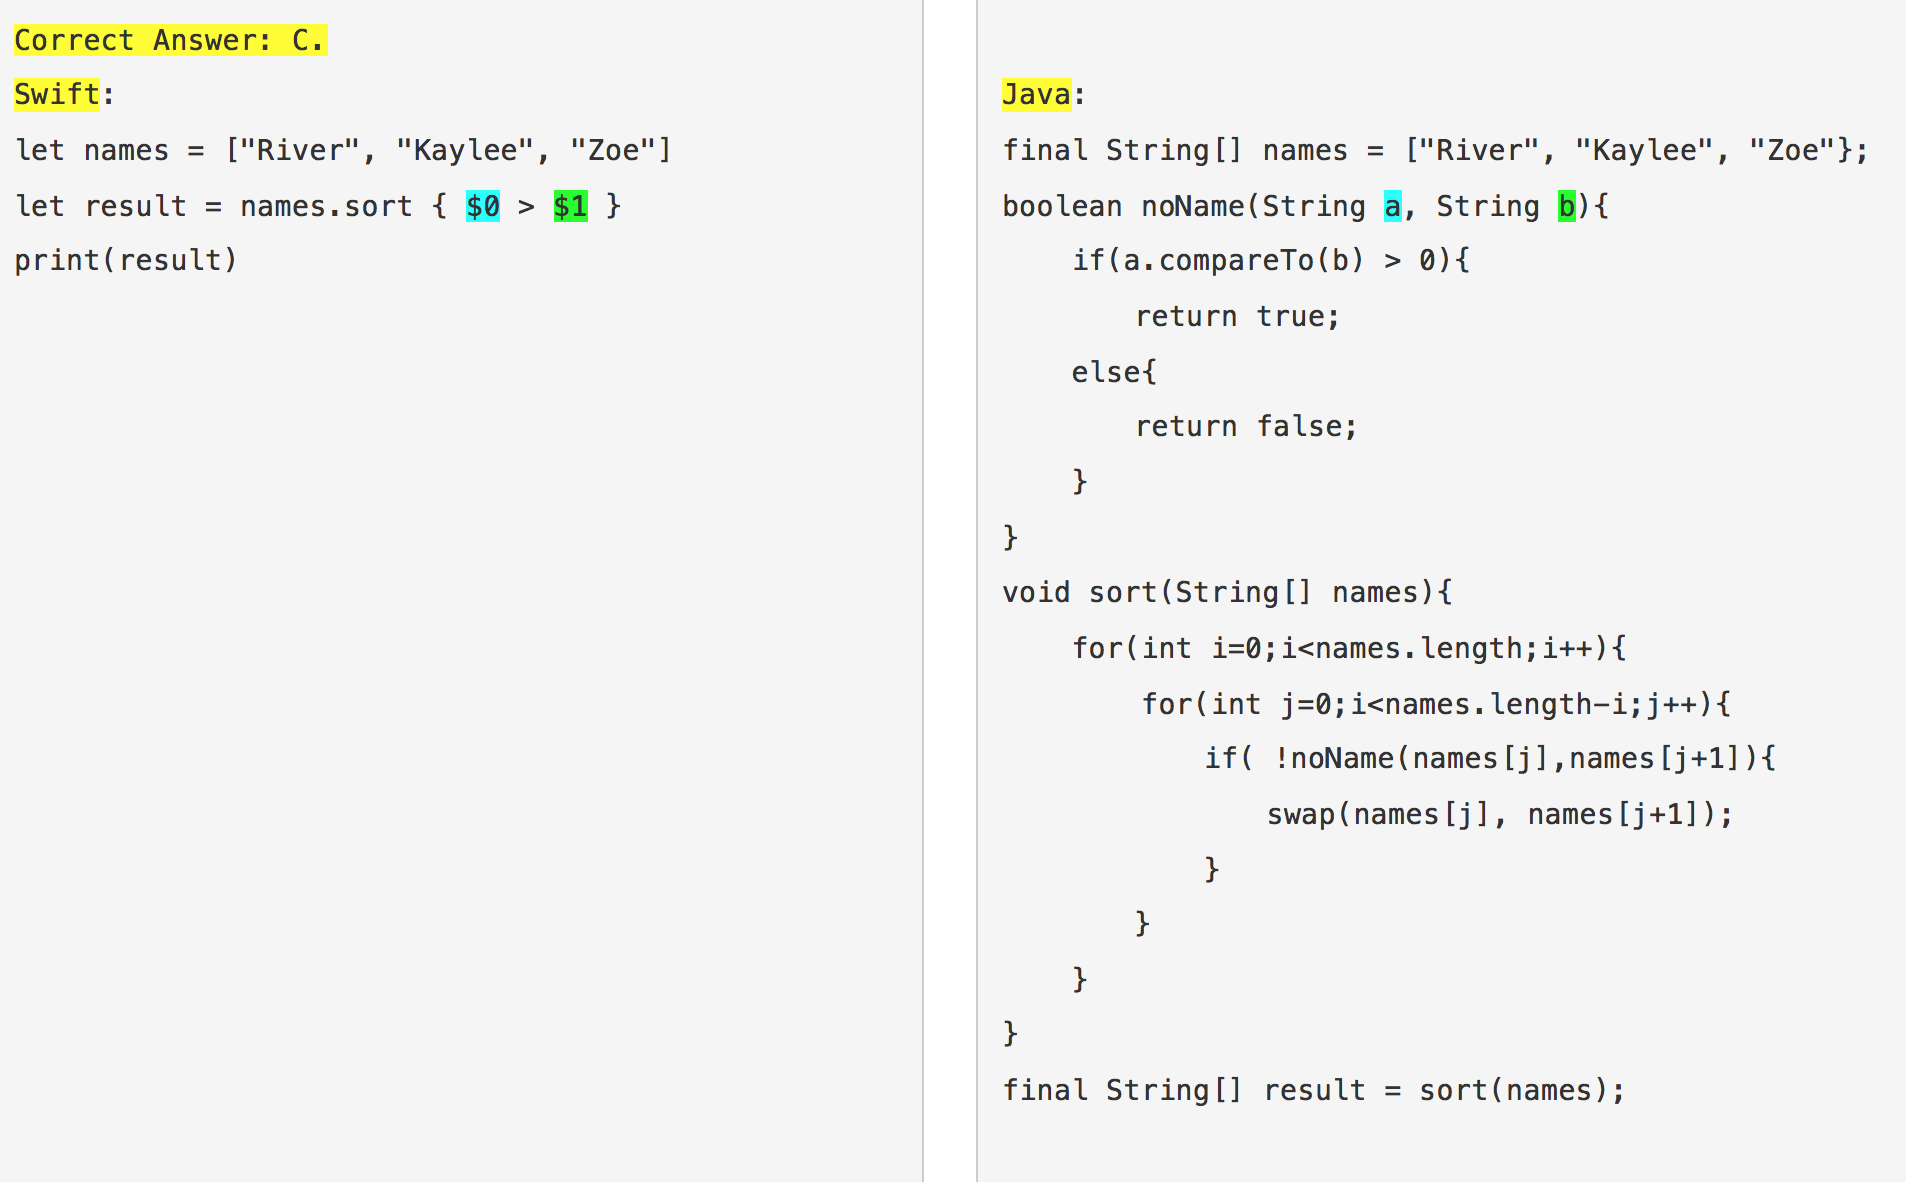 Correct Answer: C.
Swift:
let names = ["River", "Kaylee", "Zoe"]
let result = names.sort { $0 > $1 }
print(result)
Java:
final String[] names = ["River", "Kaylee", "Zoe"};
boolean noName(String a, String b){
if(a.compareTo(b) > 0){
return true;
else{
return false;
}
}
void sort(String[] names){
for(int i=0;i<names.length;i++){
for(int j=0;i<names.length-i;j++){
if( !noName(names[j],names[j+1]){
swap(names[j], names[j+1]);
}
}
}
}
final String[] result = sort(names);